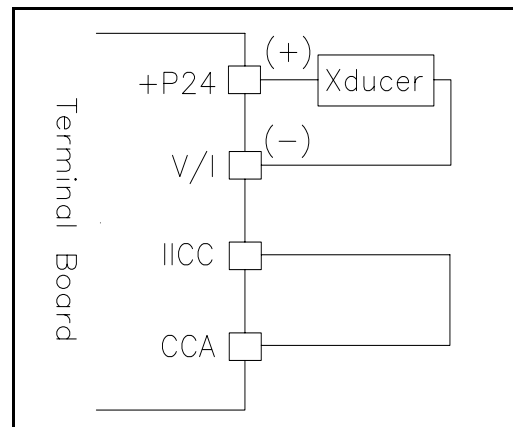 (+)
+P24
Xducer
(-)
V/I
IICC
CCA
Terminal Board